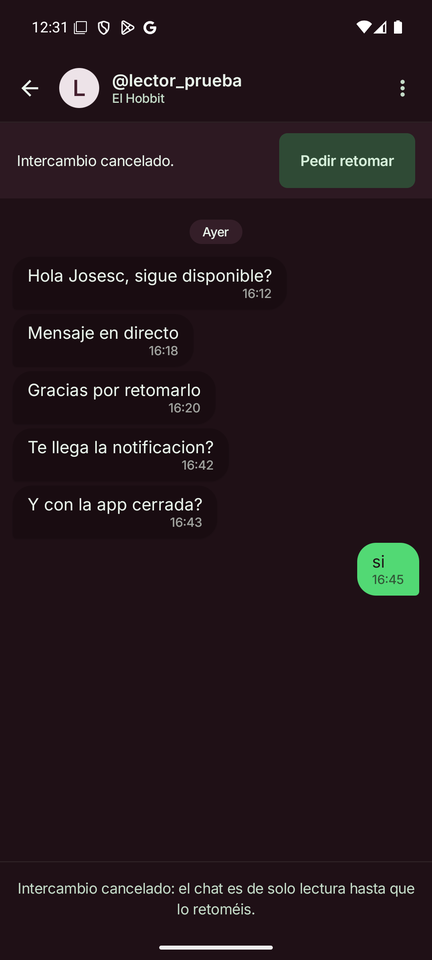 12:31
L
@lector_prueba
El Hobbit
Intercambio cancelado.
Pedir retomar
Ayer
Hola Josesc, sigue disponible?
16:12
Mensaje en directo
16:18
Gracias por retomarlo
16:20
Te llega la notificacion?
16:42
Y con la app cerrada?
16:43
si
16:45
Intercambio cancelado: el chat es de solo lectura hasta que
lo retoméis.